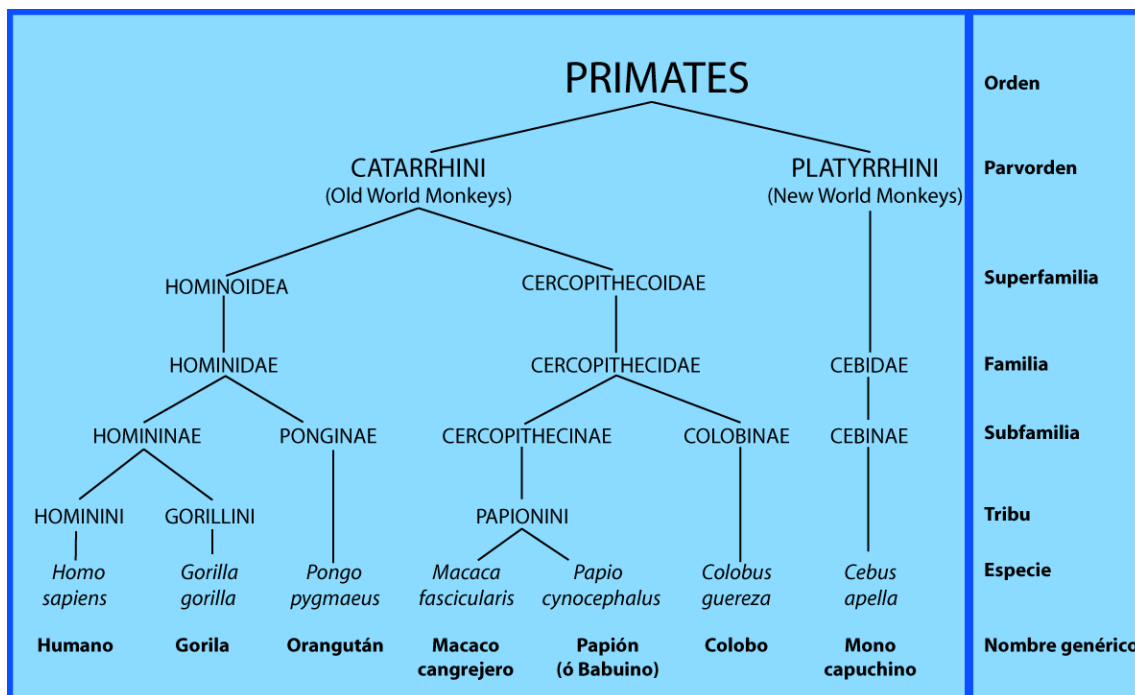 PRIMATES
Orden
CATARRHINI
(Old World Monkeys)
PLATYRRHINI
(New World Monkeys)
Parvorden
HOMINOIDEA
CERCOPITHECOIDAE
Superfamilia
HOMINIDAE
CERCOPITHECIDAE
CEBIDAE
Familia
HOMININAE
PONGINAE
CERCOPITHECINAE
COLOBINAE
CEBINAE
Subfamilia
HOMININI
GORILLINI
PAPIONINI
Tribu
Homo
sapiens
Gorilla
gorilla
Pongo
pygmaeus
Macaca
fascicularis
Papio
cynocephalus
Colobus
guereza
Cebus
apella
Especie
Humano
Gorila
Orangután
Macaco
cangrejero
Papión
(ó Babuino)
Colobo
Mono
capuchino
Nombre genérico